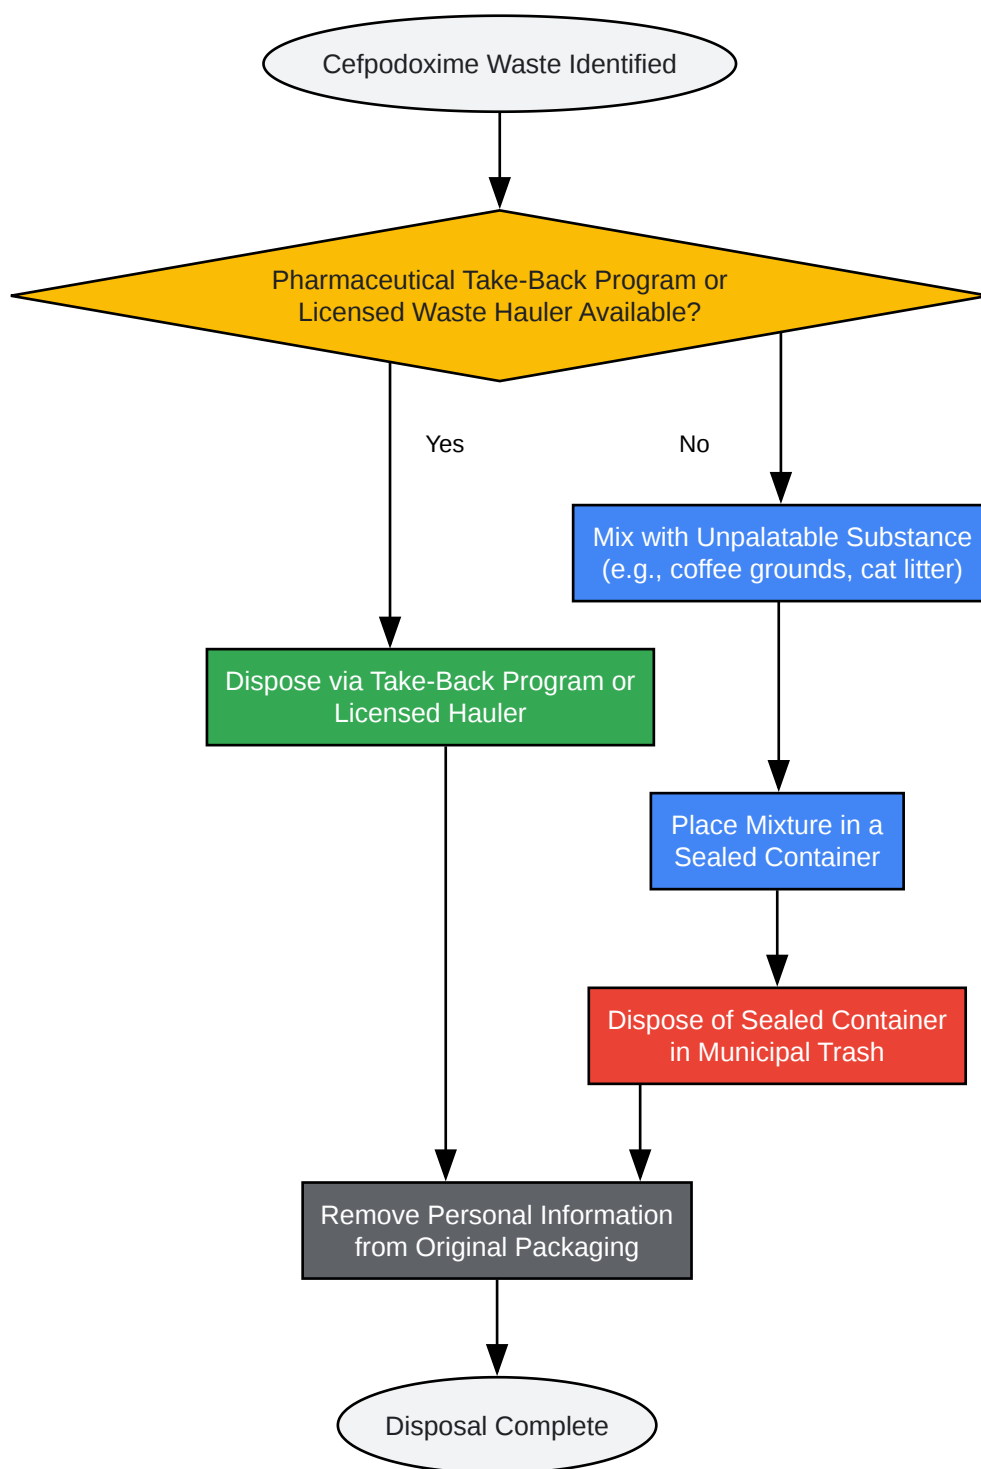 Cefpodoxime Waste Identified
Pharmaceutical Take-Back Program or
Licensed Waste Hauler Available?
Yes
No
Mix with Unpalatable Substance
(e.g., coffee grounds, cat litter)
Dispose via Take-Back Program or
Licensed Hauler
Place Mixture in a
Sealed Container
Dispose of Sealed Container
in Municipal Trash
Remove Personal Information
from Original Packaging
Disposal Complete